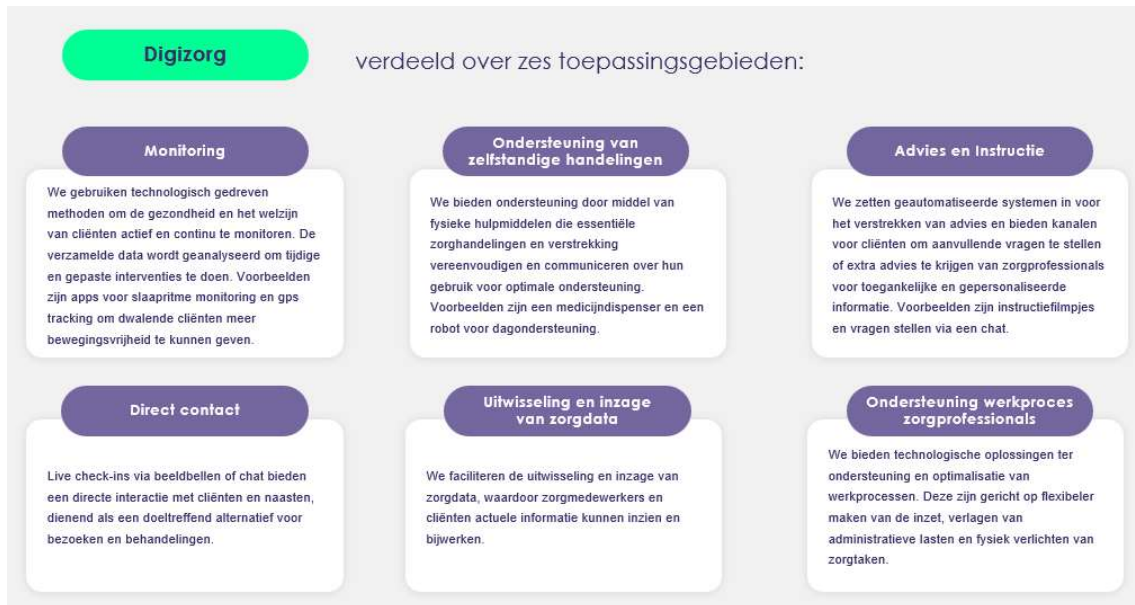 Digizorg
verdeeld over zes toepassingsgebieden:
Monitoring
We gebruiken technologisch gedreven
methoden om de gezondheid en het welzijn
van cliënten actief en continu te monitoren. De
verzamelde data wordt geanalyseerd om tijdige
en gepaste interventies te doen. Voorbeelden
zijn apps voor slaapritme monitoring en gps
tracking om dwalende cliënten meer
bewegingsvrijheid te kunnen geven.
Ondersteuning van
zelfstandige handelingen
We bieden ondersteuning door middel van
fysieke hulpmiddelen die essentiële
zorghandelingen en verstrekking
vereenvoudigen en communiceren over hun
gebruik voor optimale ondersteuning.
Voorbeelden zijn een medicijndispenser en een
robot voor dagondersteuning.
Advies en Instructie
We zetten geautomatiseerde systemen in voor
het verstrekken van advies en bieden kanalen
voor cliënten om aanvullende vragen te stellen
of extra advies te krijgen van zorgprofessionals
voor toegankelijke en gepersonaliseerde
informatie. Voorbeelden zijn instructiefilmpjes
en vragen stellen via een chat.
Direct contact
Live check-ins via beeldbellen of chat bieden
een directe interactie met cliënten en naasten,
dienend als een doeltreffend alternatief voor
bezoeken en behandelingen.
Uitwisseling en inzage
van zorgdata
We faciliteren de uitwisseling en inzage van
zorgdata, waardoor zorgmedewerkers en
cliënten actuele informatie kunnen inzien en
bijwerken.
Ondersteuning werkproces
zorgprofessionals
We bieden technologische oplossingen ter
ondersteuning en optimalisatie van
werkprocessen. Deze zijn gericht op flexibeler
maken van de inzet, verlagen van
administratieve lasten en fysiek verlichten van
zorgtaken.